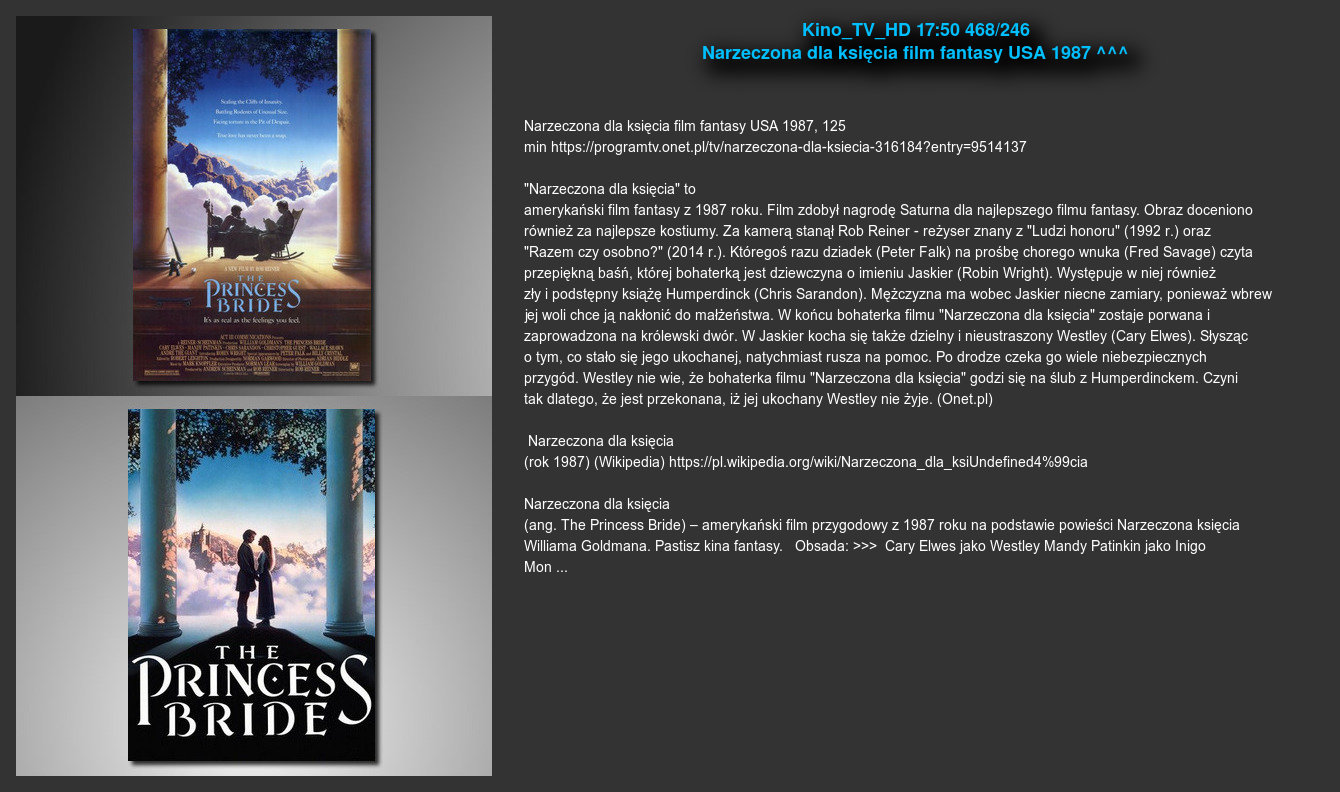 Scaling the Cliffs of Insanity,
Battling Rodents of Unusual Size,
Facing torture in the Pit of Despair.
True love has never been a snap.
A NEW FILM BY ROB REINER
THE
PRINCESS
BRIDE
It's as real as the feelings you feel.
THE
PRINCESS
BRIDE
Kino_TV_HD 17:50 468/246
Narzeczona dla księcia film fantasy USA 1987 ^^^
Narzeczona dla księcia film fantasy USA 1987, 125
min https://programtv.onet.pl/tv/narzeczona-dla-ksiecia-316184?entry=9514137
"Narzeczona dla księcia" to
amerykański film fantasy z 1987 roku. Film zdobył nagrodę Saturna dla najlepszego filmu fantasy. Obraz doceniono
również za najlepsze kostiumy. Za kamerą stanął Rob Reiner - reżyser znany z "Ludzi honoru" (1992 r.) oraz
"Razem czy osobno?" (2014 r.). Któregoś razu dziadek (Peter Falk) na prośbę chorego wnuka (Fred Savage) czyta
przepiękną baśń, której bohaterką jest dziewczyna o imieniu Jaskier (Robin Wright). Występuje w niej również
zły i podstępny książę Humperdinck (Chris Sarandon). Mężczyzna ma wobec Jaskier niecne zamiary, ponieważ wbrew
jej woli chce ją nakłonić do małżeństwa. W końcu bohaterka filmu "Narzeczona dla księcia" zostaje porwana i
zaprowadzona na królewski dwór. W Jaskier kocha się także dzielny i nieustraszony Westley (Cary Elwes). Słysząc
o tym, co stało się jego ukochanej, natychmiast rusza na pomoc. Po drodze czeka go wiele niebezpiecznych
przygód. Westley nie wie, że bohaterka filmu "Narzeczona dla księcia" godzi się na ślub z Humperdinckem. Czyni
tak dlatego, że jest przekonana, iż jej ukochany Westley nie żyje. (Onet.pl)
Narzeczona dla księcia
(rok 1987) (Wikipedia) https://pl.wikipedia.org/wiki/Narzeczona_dla_ksiUndefined4%99cia
Narzeczona dla księcia
(ang. The Princess Bride) – amerykański film przygodowy z 1987 roku na podstawie powieści Narzeczona księcia
Williama Goldmana. Pastisz kina fantasy. Obsada: >>> Cary Elwes jako Westley Mandy Patinkin jako Inigo
Mon ...